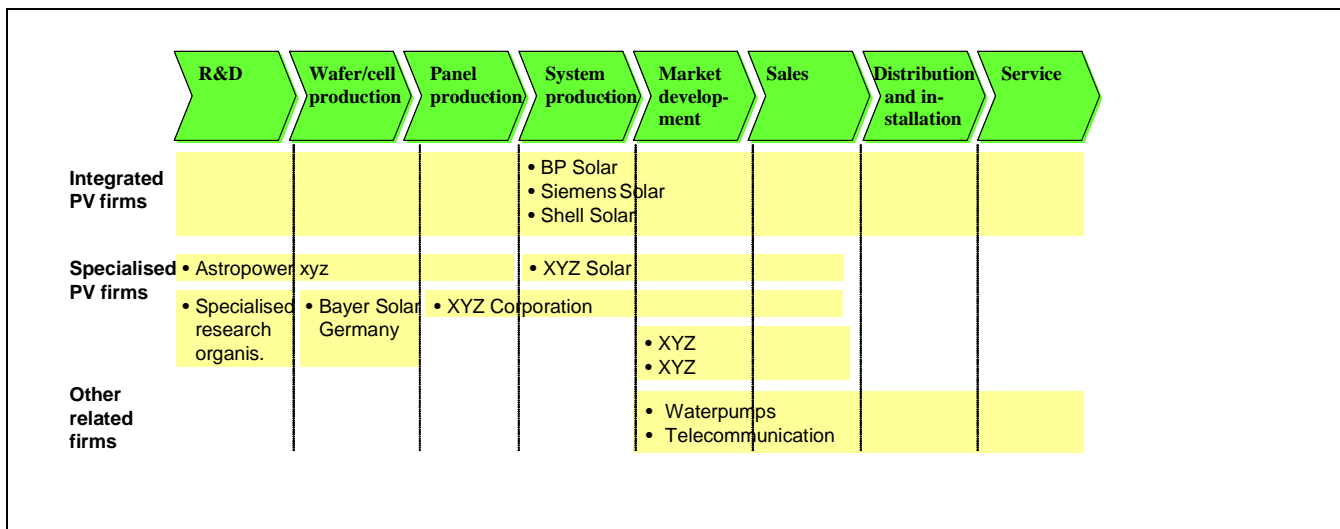 R&D
Wafer/cell
production
Panel
production
System
production
Market
develop-
ment
Sales
Distribution
and in-
stallation
Service
Integrated
PV firms
• BP Solar
• Siemens Solar
• Shell Solar
Specialised
PV firms
• Astropower xyz
• XYZ Solar
• Specialised
research
organis.
• Bayer Solar
Germany
• XYZ Corporation
• XYZ
• XYZ
Other
related
firms
• Waterpumps
• Telecommunication